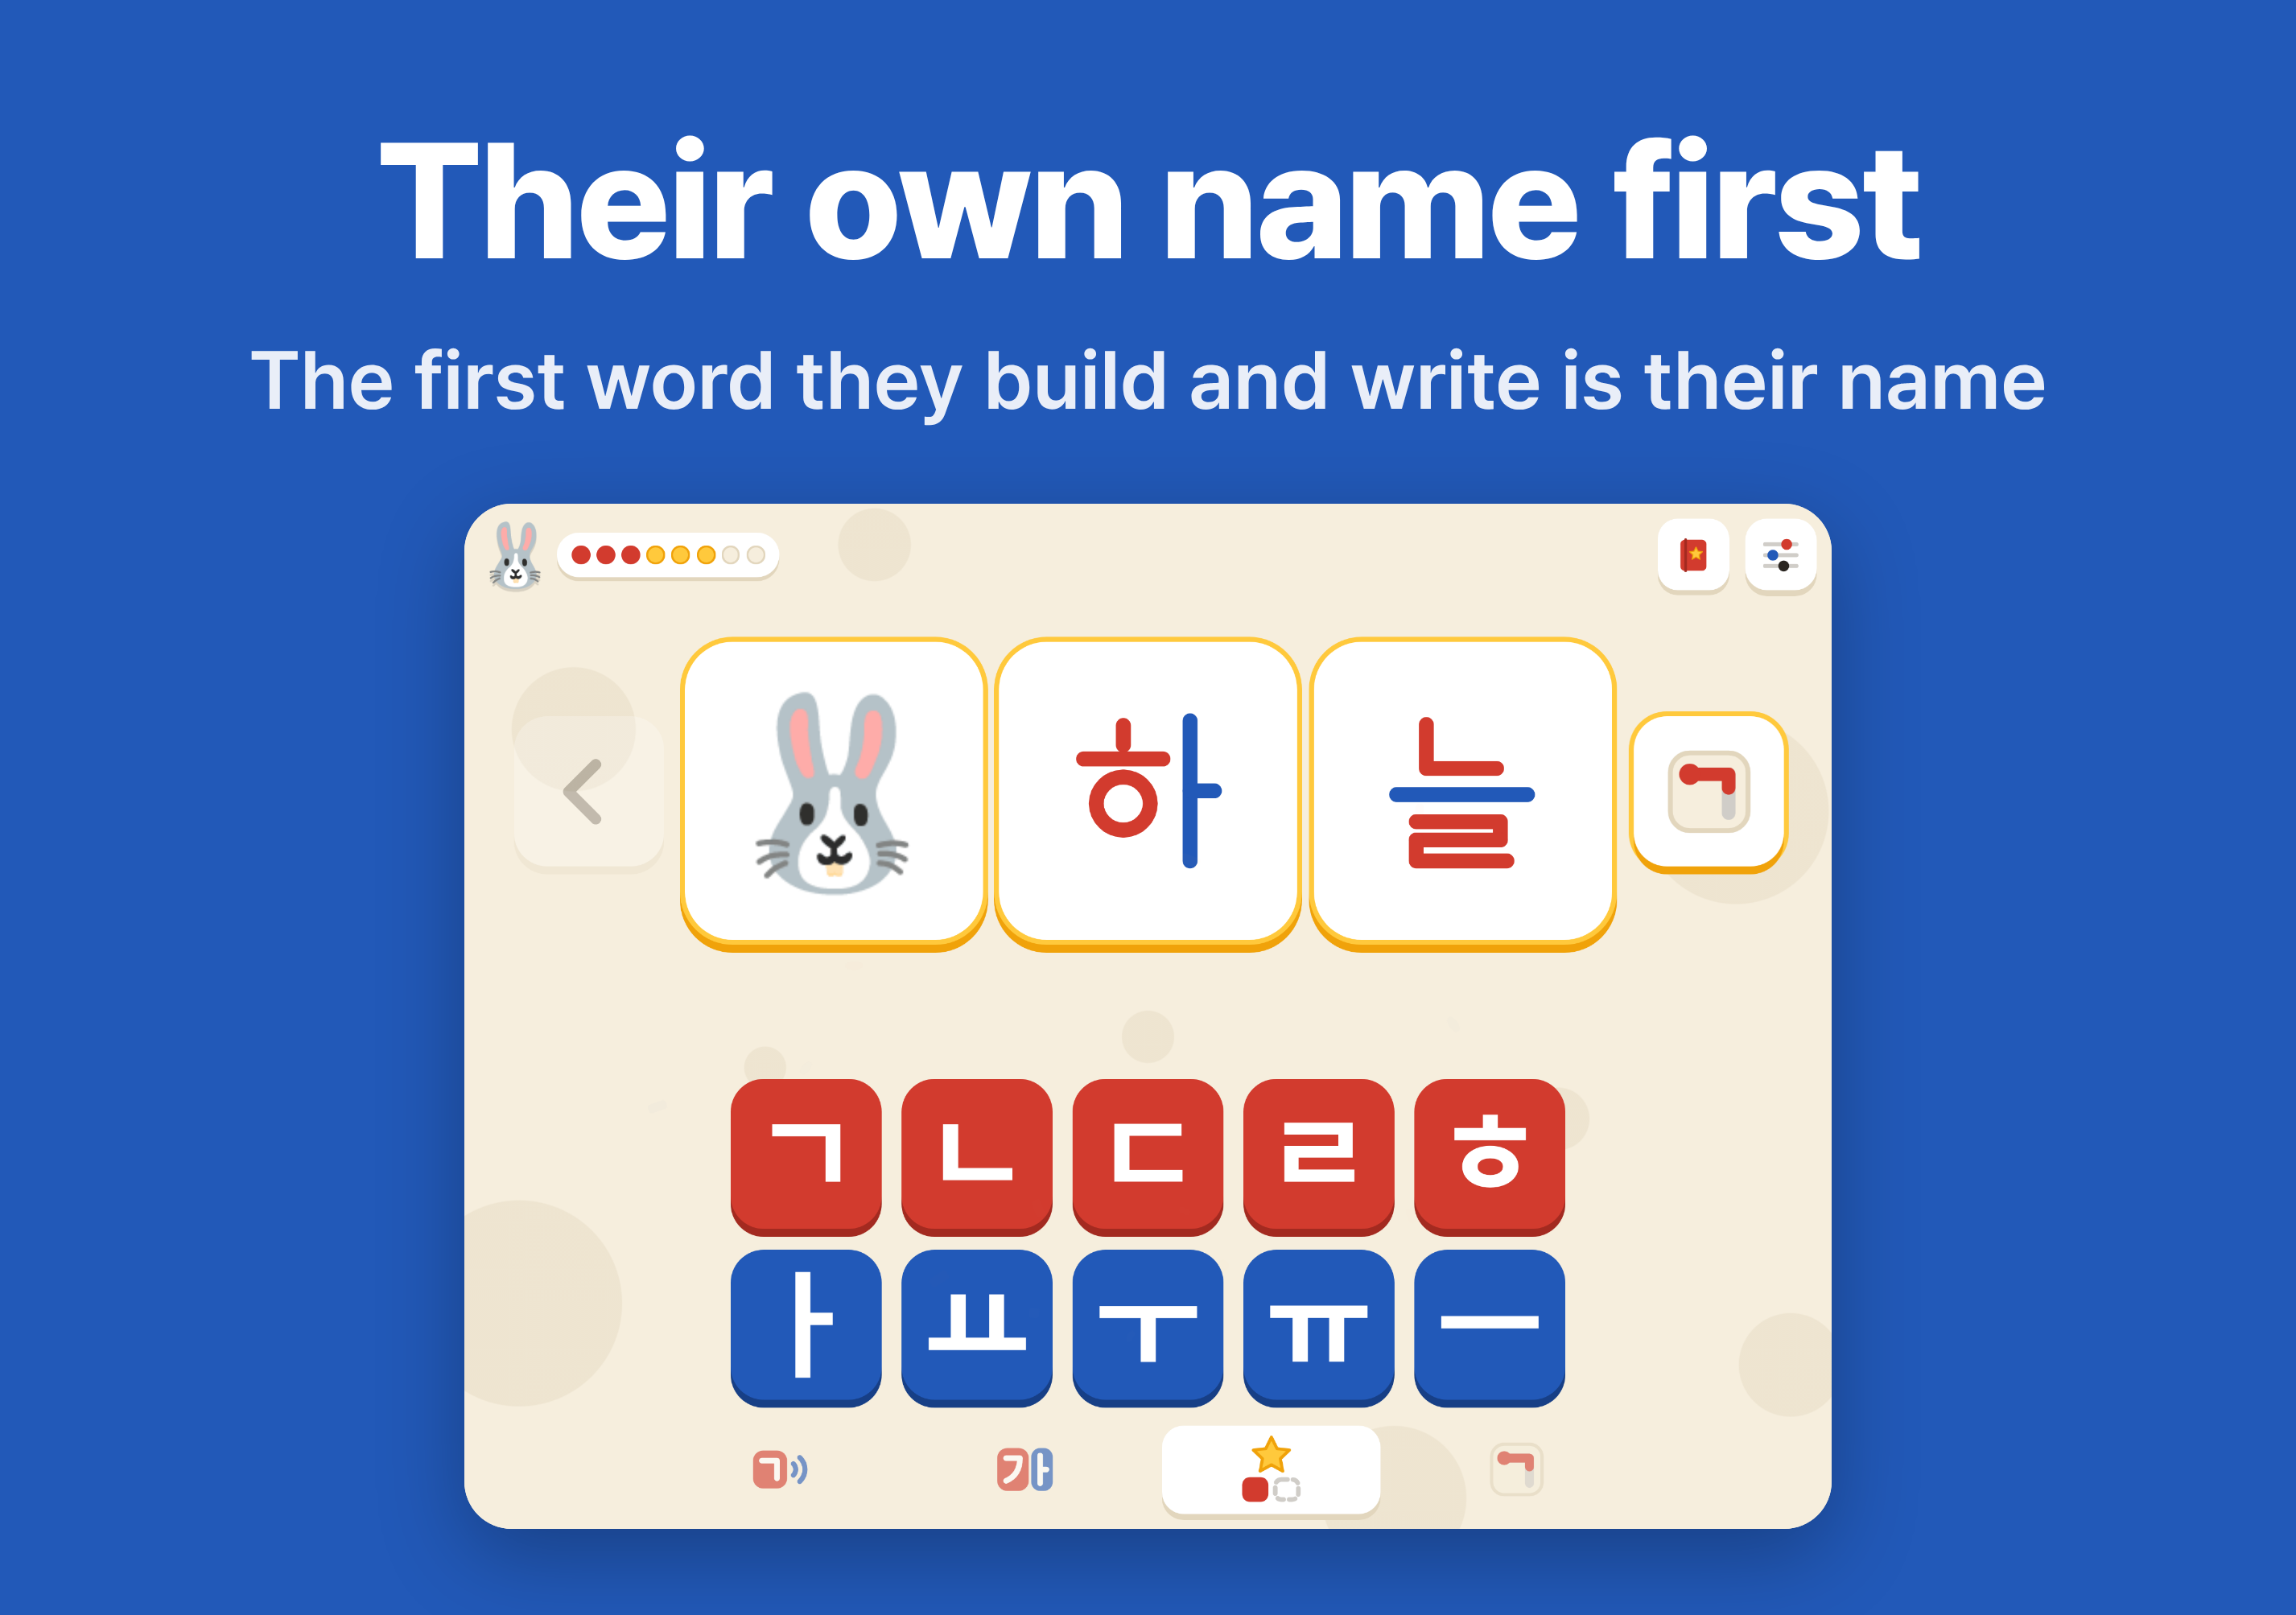 Their own name first
The first word they build and write is their name
하 늘
ㄱ
ㄱ ㄴ ㄷ ㄹ ㅎ
ㅏ ㅛ ㅜ ㅠ ㅡ
ㄱ 가 ㄱ